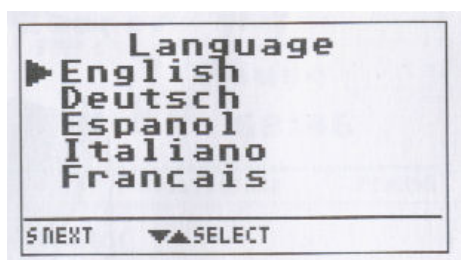 Language
▶English
Deutsch
Espanol
Italiano
Francais
S NEXT ▼▲SELECT